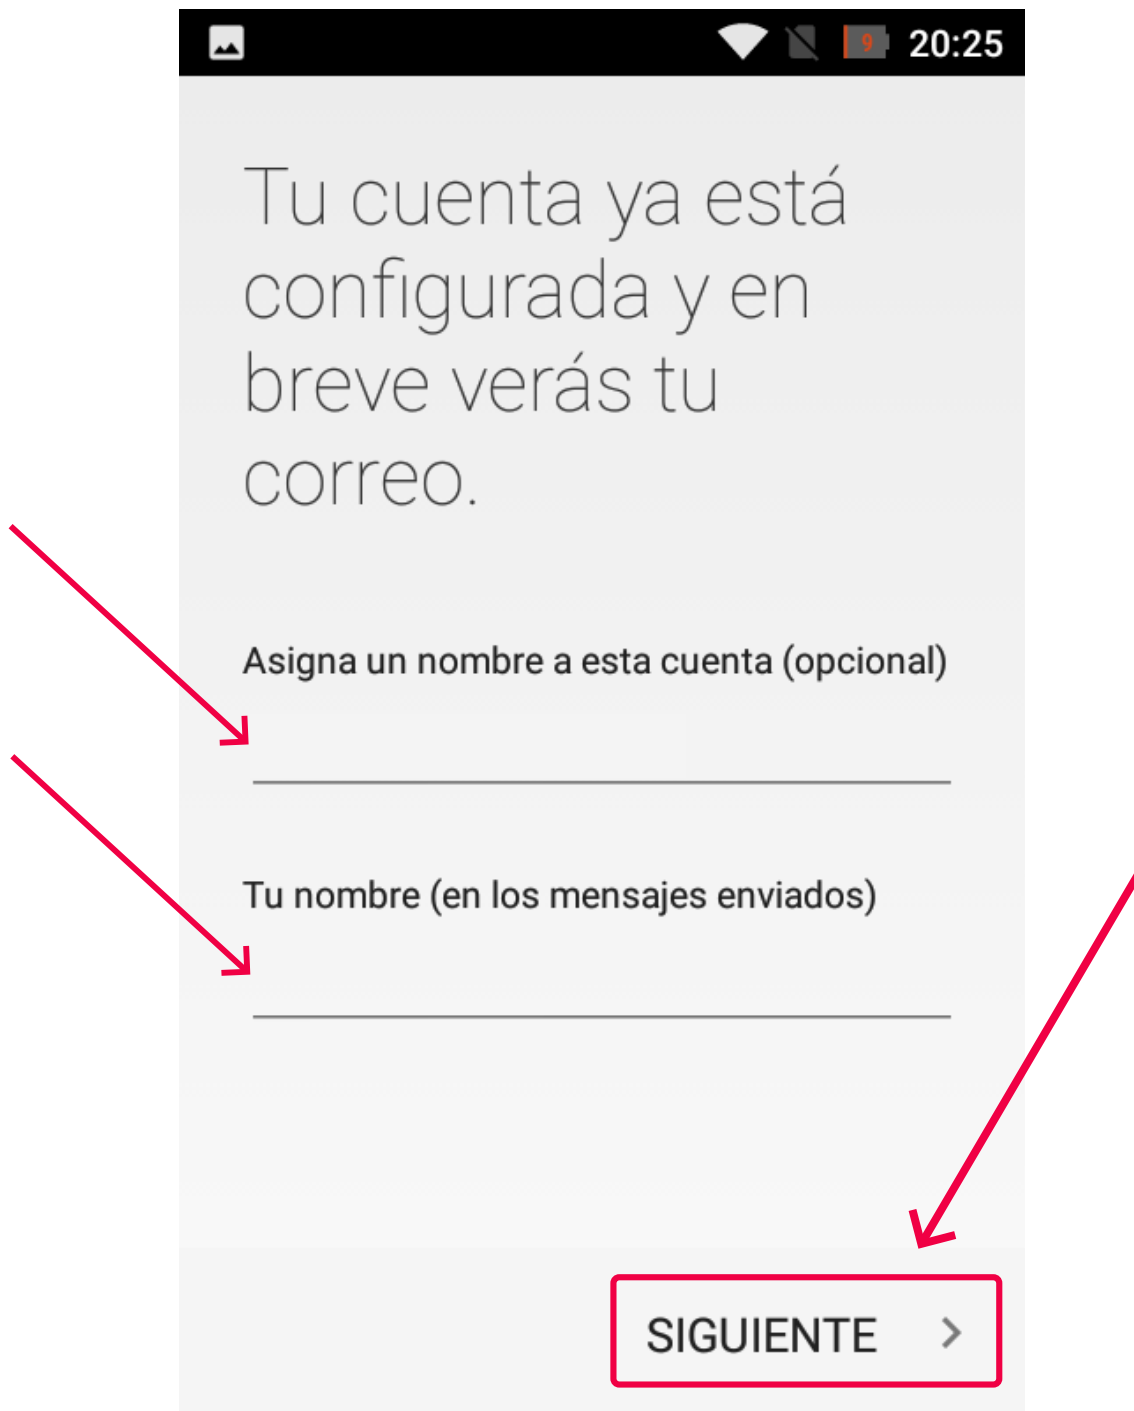 9 20:25
Tu cuenta ya está
configurada y en
breve verás tu
correo.
Asigna un nombre a esta cuenta (opcional)
Tu nombre (en los mensajes enviados)
SIGUIENTE